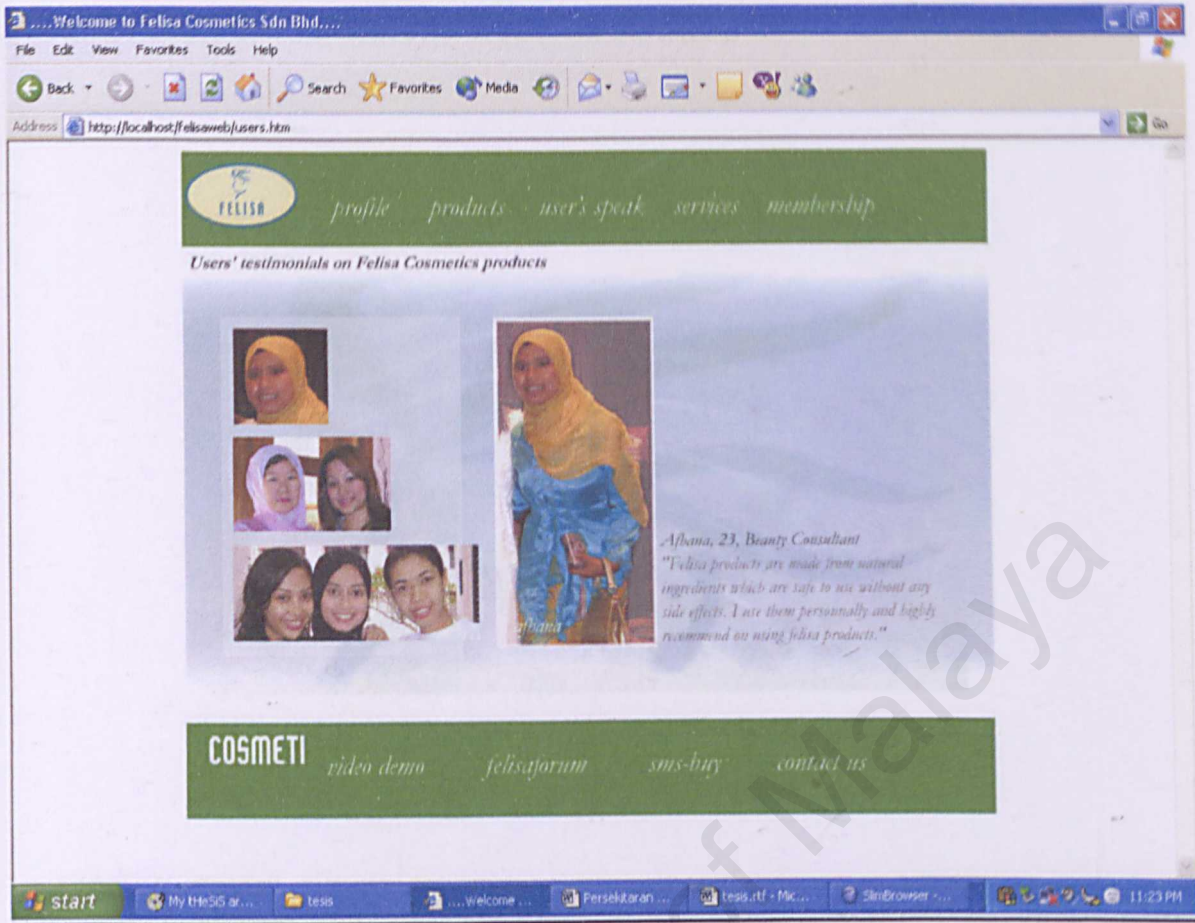 ....Welcome to Felisa Cosmetics Sdn Bhd....
File Edit View Favorites Tools Help
Back Search Favorites Media
Address http://localhost/felisaweb/users.htm Go
FELISA
profile products user's speak services membership
Users' testimonials on Felisa Cosmetics products
Afhana, 23, Beauty Consultant
"Felisa products are made from natural
ingredients which are safe to use without any
side effects. I use them personnally and highly
recommend on using felisa products."
afhana
COSMETI
video demo felisaforum sms-buy contact us
of Malaya
start My tHeSiS ar... tesis ....Welcome ... Persekitaran ... tesis.rtf - Mic... SlimBrowser -... 11:23 PM